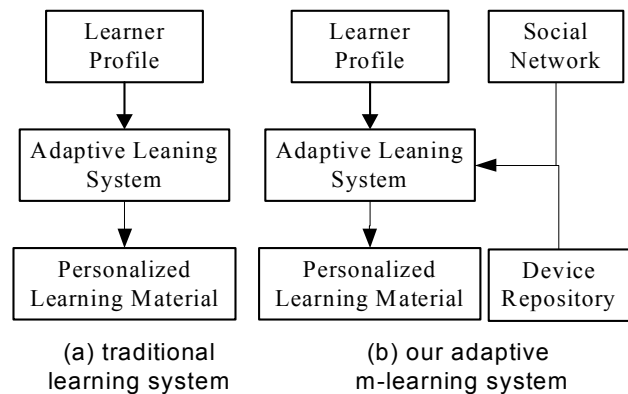 Learner
Profile
Adaptive Leaning
System
Personalized
Learning Material
(a) traditional
learning system
Learner
Profile
Social
Network
Adaptive Leaning
System
Personalized
Learning Material
Device
Repository
(b) our adaptive
m-learning system